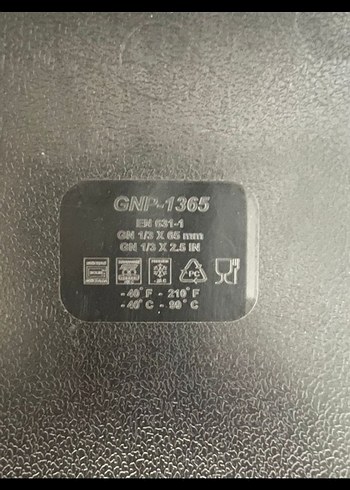 GNP-1365
EN 631-1
GN 1/3 X 65 mm
GN 1/3 X 2.5 IN
PC
- 40° F - 210° F
- 40° C - 99° C